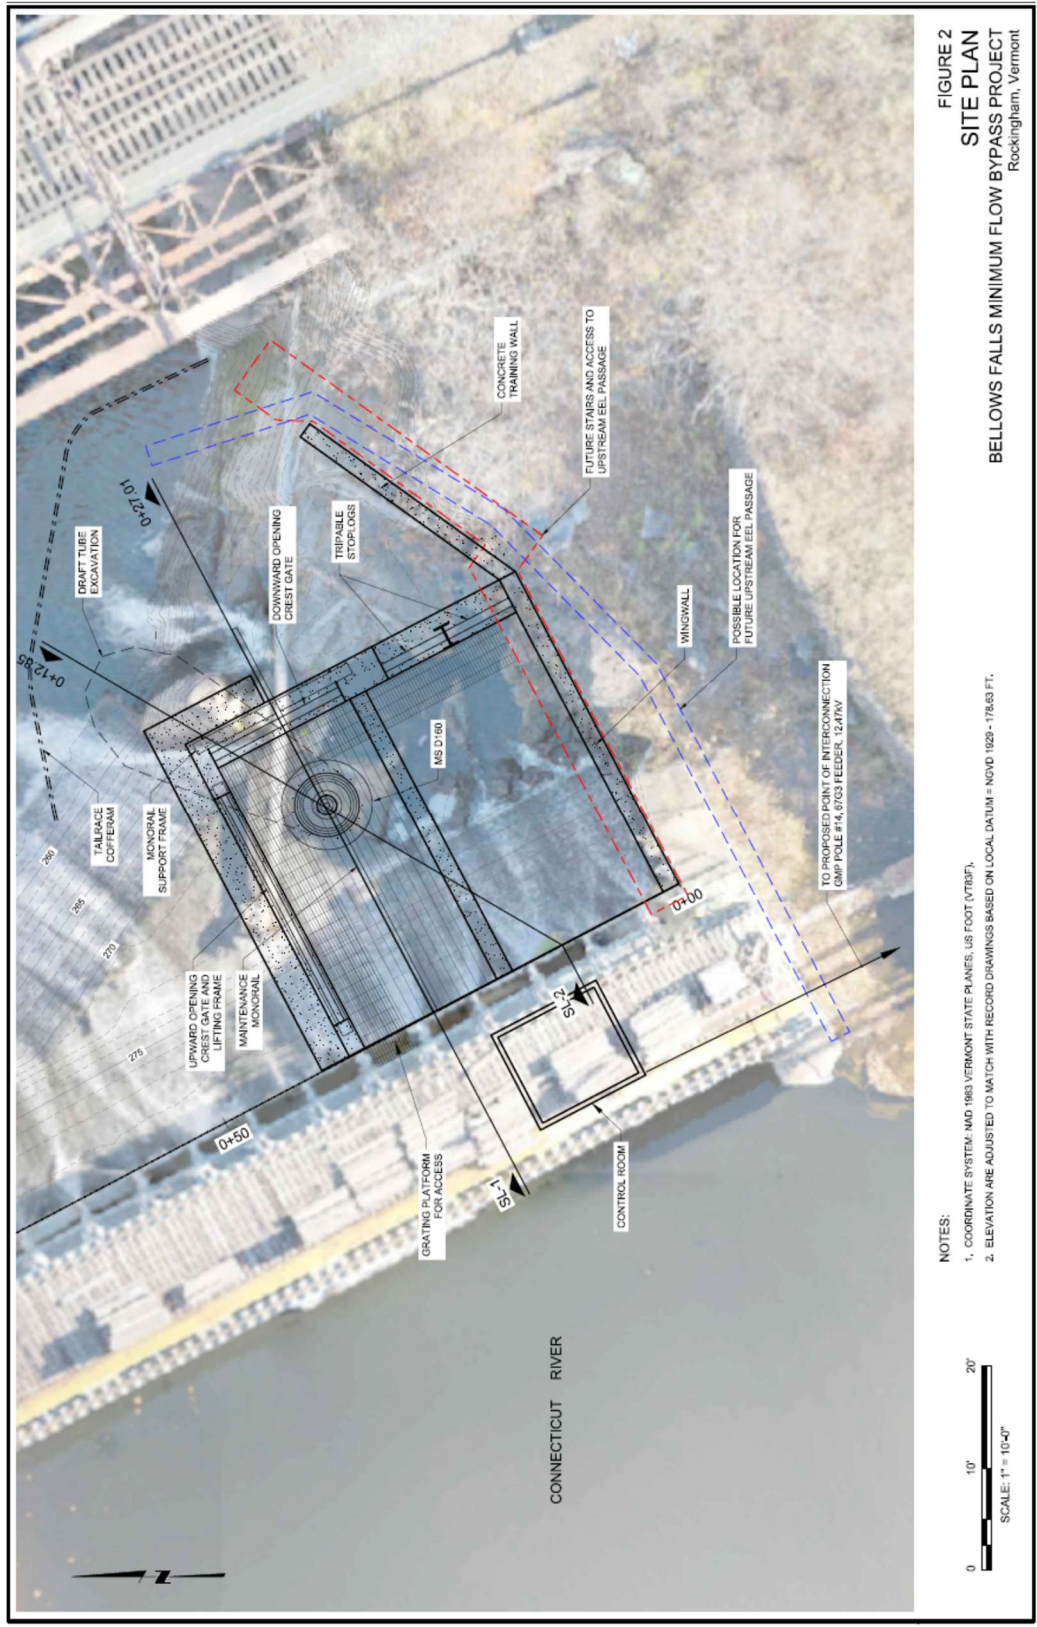 FIGURE 2
SITE PLAN
BELLOWS FALLS MINIMUM FLOW BYPASS PROJECT
Rockingham, Vermont
TAILRACE
COFFERAM
DRAFT TUBE
EXCAVATION
0+12.85
0+27.01
MONORAIL
SUPPORT FRAME
DOWNWARD OPENING
CREST GATE
TRIPABLE
STOPLOGS
CONCRETE
TRAINING WALL
FUTURE STAIRS AND ACCESS TO
UPSTREAM EEL PASSAGE
260
265
270
275
UPWARD OPENING
CREST GATE AND
LIFTING FRAME
MAINTENANCE
MONORAIL
MS D160
WINGWALL
POSSIBLE LOCATION FOR
FUTURE UPSTREAM EEL PASSAGE
0+50
0+00
GRATING PLATFORM
FOR ACCESS
SL-1
SL-2
CONTROL ROOM
TO PROPOSED POINT OF INTERCONNECTION
GMP POLE #14, 67G3 FEEDER, 12.47kV
CONNECTICUT RIVER
N
NOTES:
1. COORDINATE SYSTEM: NAD 1983 VERMONT STATE PLANES, US FOOT (VT83F).
2. ELEVATION ARE ADJUSTED TO MATCH WITH RECORD DRAWINGS BASED ON LOCAL DATUM = NGVD 1929 - 178.63 FT.
0 10' 20'
SCALE: 1" = 10'-0"